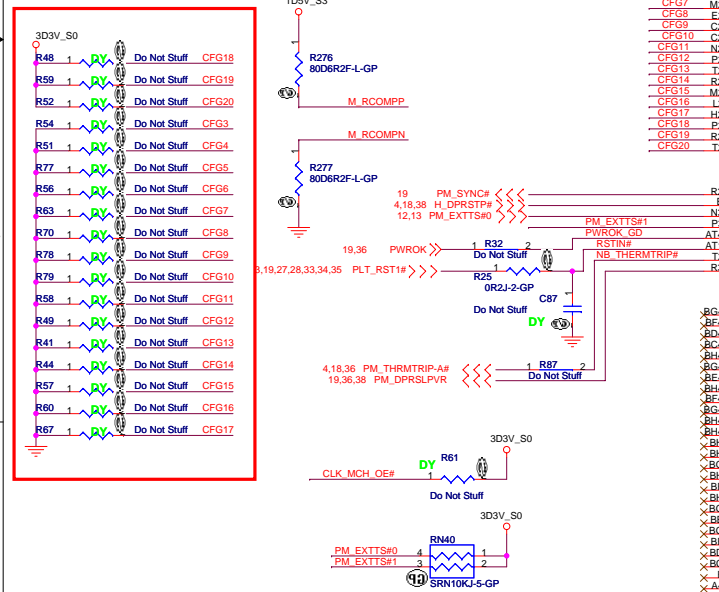 3D3V_S0
R48 1 DY Do Not Stuff CFG18
R59 1 DY Do Not Stuff CFG19
R52 1 DY Do Not Stuff CFG20
R54 1 DY Do Not Stuff CFG3
R51 1 DY Do Not Stuff CFG4
R77 1 DY Do Not Stuff CFG5
R56 1 DY Do Not Stuff CFG6
R63 1 DY Do Not Stuff CFG7
R70 1 DY Do Not Stuff CFG8
R78 1 DY Do Not Stuff CFG9
R79 1 DY Do Not Stuff CFG10
R58 1 DY Do Not Stuff CFG11
R49 1 DY Do Not Stuff CFG12
R41 1 DY Do Not Stuff CFG13
R44 1 DY Do Not Stuff CFG14
R57 1 DY Do Not Stuff CFG15
R60 1 DY Do Not Stuff CFG16
R67 1 DY Do Not Stuff CFG17
1D5V_S3
1
R276
80D6R2F-L-GP
M_RCOMPP
M_RCOMPN
1
R277
80D6R2F-L-GP
CFG7
CFG8
CFG9
CFG10
CFG11
CFG12
CFG13
CFG14
CFG15
CFG16
CFG17
CFG18
CFG19
CFG20
19 PM_SYNC#
4,18,38 H_DPRSTP#
12,13 PM_EXTTS#0
PM_EXTTS#1
PWROK_GD
RSTIN#
NB_THERMTRIP#
19,36 PWROK 1 R32 2
Do Not Stuff
3,19,27,28,33,34,35 PLT_RST1# 1
R25
0R2J-2-GP
1
C87
Do Not Stuff
DY
4,18,36 PM_THRMTRIP-A# 1 R87 2
19,36,38 PM_DPRSLPVR Do Not Stuff
3D3V_S0
R61
DY
CLK_MCH_OE# 1
Do Not Stuff
3D3V_S0
RN40
PM_EXTTS#0 4 1
PM_EXTTS#1 3 2
SRN10KJ-5-GP